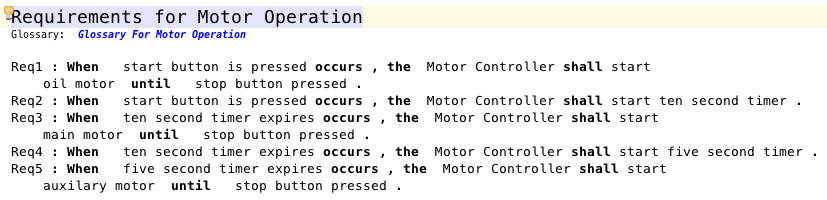 Requirements for Motor Operation
Glossary: Glossary For Motor Operation
Req1 : When start button is pressed occurs , the Motor Controller shall start
oil motor until stop button pressed .
Req2 : When start button is pressed occurs , the Motor Controller shall start ten second timer .
Req3 : When ten second timer expires occurs , the Motor Controller shall start
main motor until stop button pressed .
Req4 : When ten second timer expires occurs , the Motor Controller shall start five second timer .
Req5 : When five second timer expires occurs , the Motor Controller shall start
auxilary motor until stop button pressed .